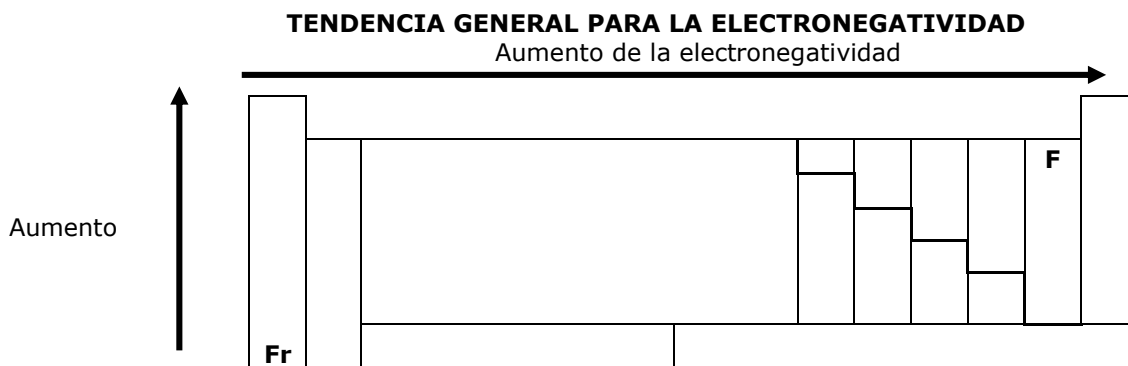 TENDENCIA GENERAL PARA LA ELECTRONEGATIVIDAD
Aumento de la electronegatividad
F
Aumento
Fr